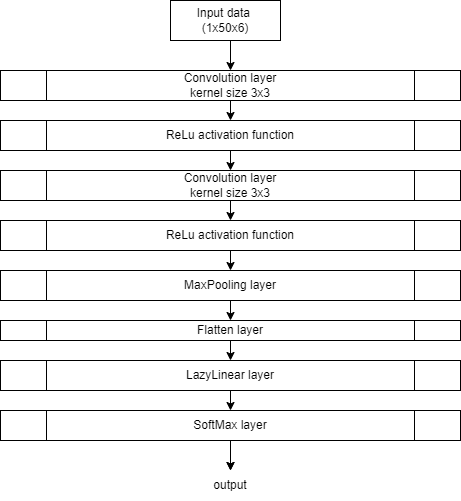 Input data
(1x50x6)
Convolution layer
kernel size 3x3
ReLu activation function
Convolution layer
kernel size 3x3
ReLu activation function
MaxPooling layer
Flatten layer
LazyLinear layer
SoftMax layer
output